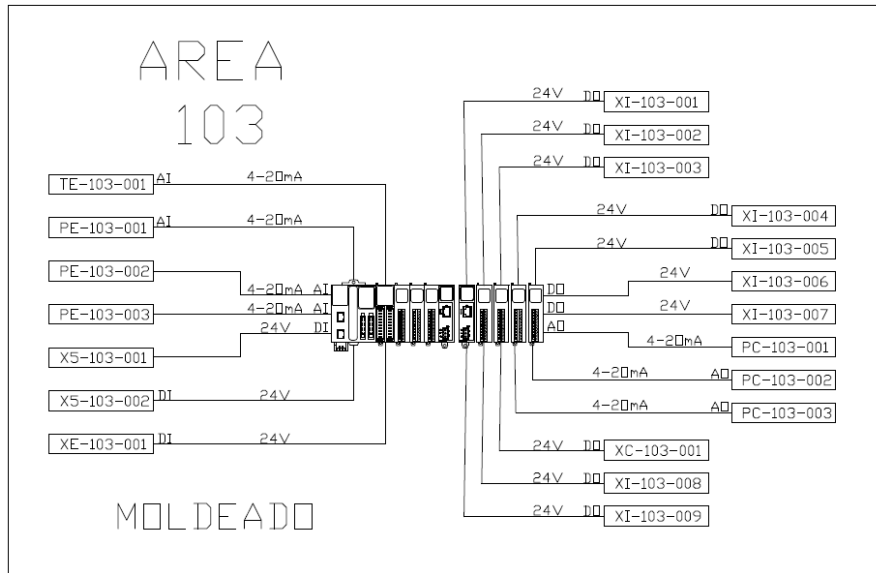 AREA
103
TE-103-001 AI 4-20mA
PE-103-001 AI 4-20mA
PE-103-002 4-20mA AI
PE-103-003 4-20mA AI
X5-103-001 24V DI
X5-103-002 DI 24V
XE-103-001 DI 24V
MOLDEADO
24V DO XI-103-001
24V DO XI-103-002
24V DO XI-103-003
24V DO XI-103-004
24V DO XI-103-005
DO 24V XI-103-006
DO 24V XI-103-007
AO 4-20mA PC-103-001
4-20mA AO PC-103-002
4-20mA AO PC-103-003
24V DO XC-103-001
24V DO XI-103-008
24V DO XI-103-009